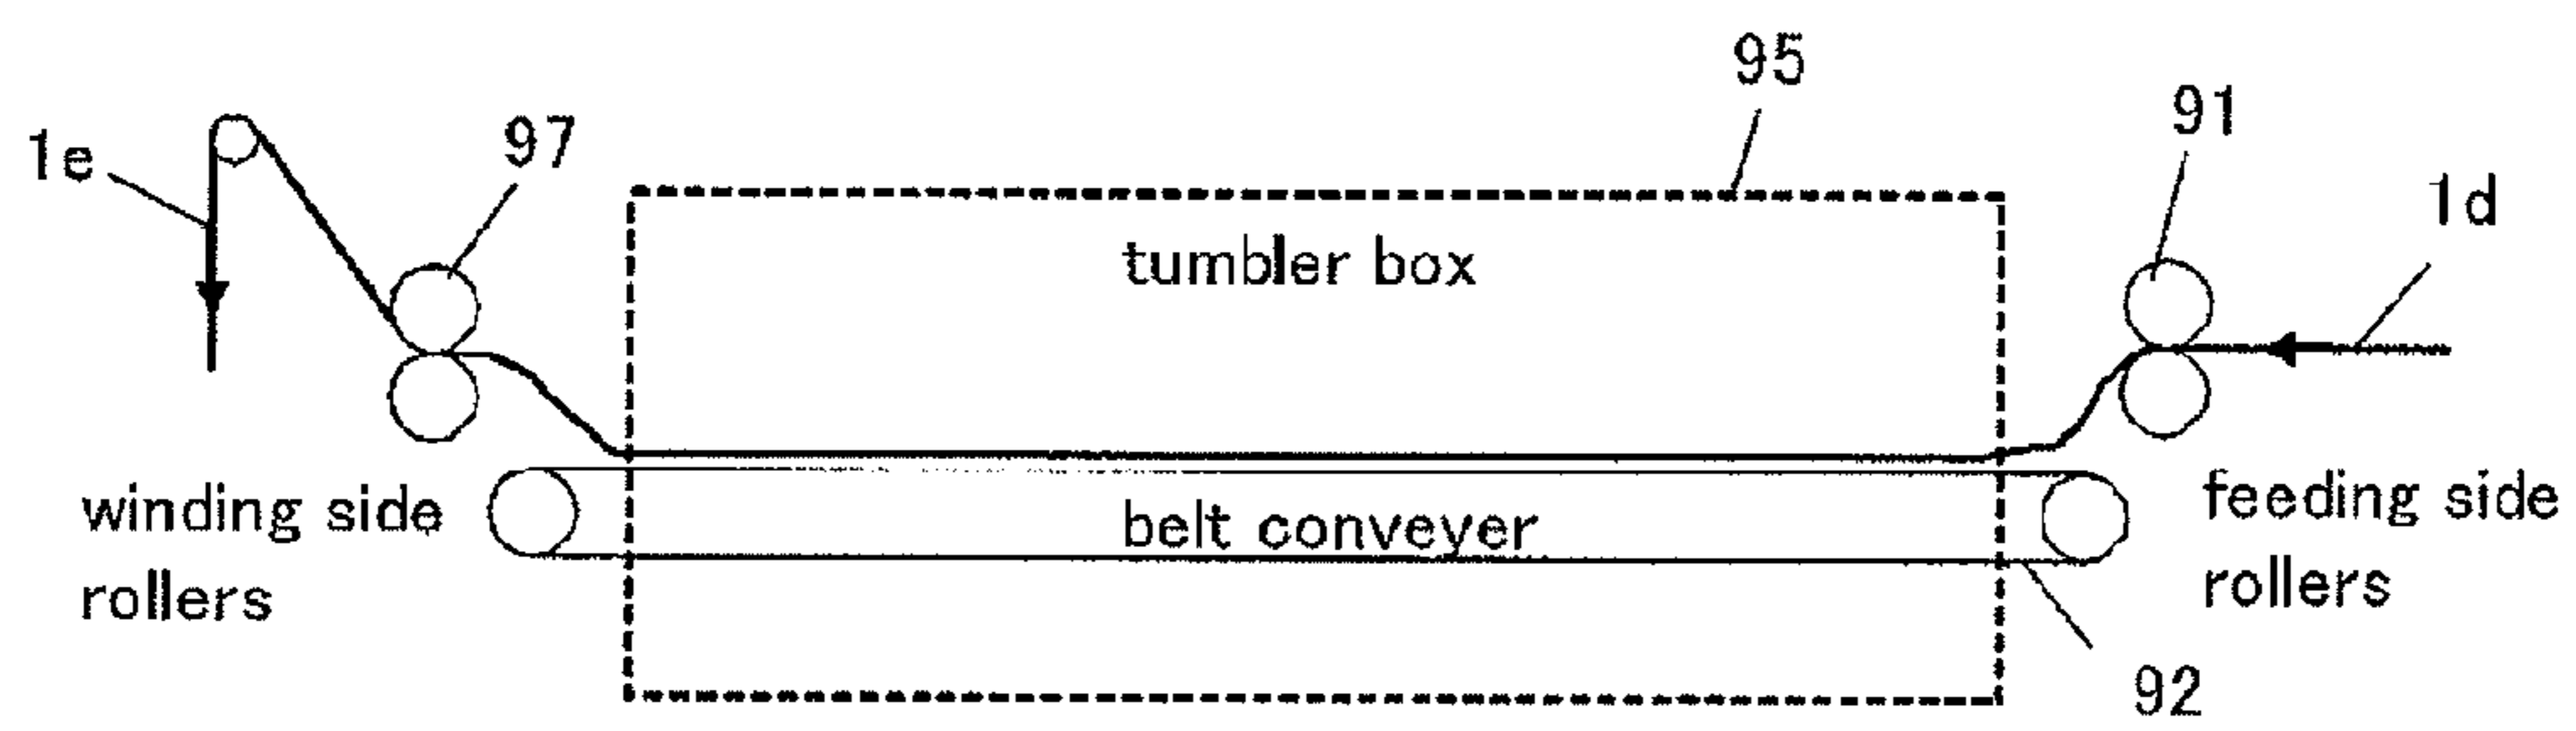 95
91
97
1e
1d
tumbler box
winding side
rollers
belt conveyer
feeding side
rollers
92